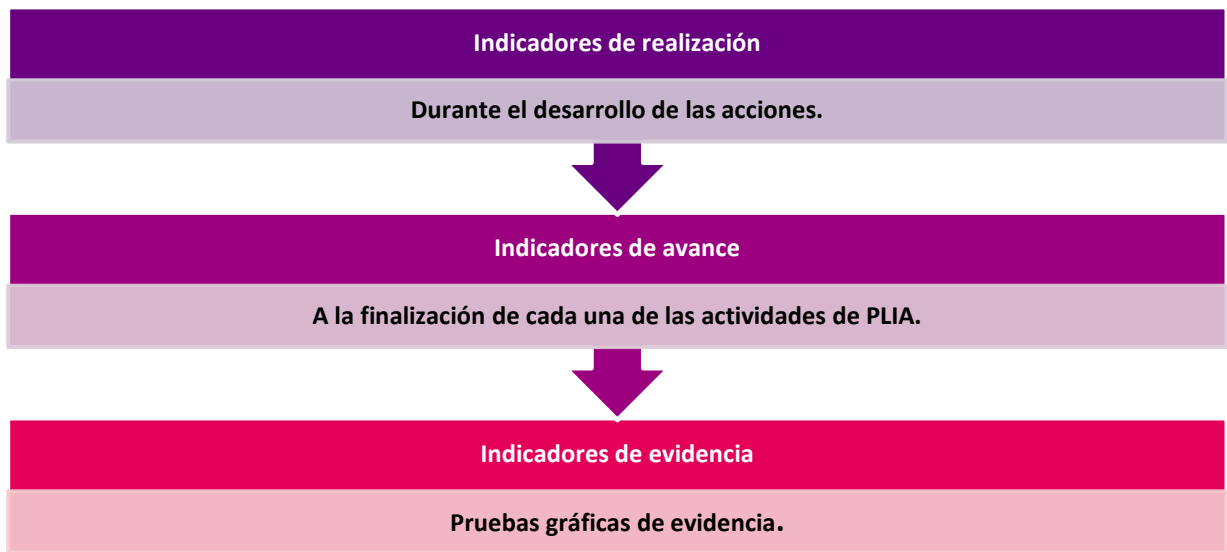 Indicadores de realización
Durante el desarrollo de las acciones.
Indicadores de avance
A la finalización de cada una de las actividades de PLIA.
Indicadores de evidencia
Pruebas gráficas de evidencia.